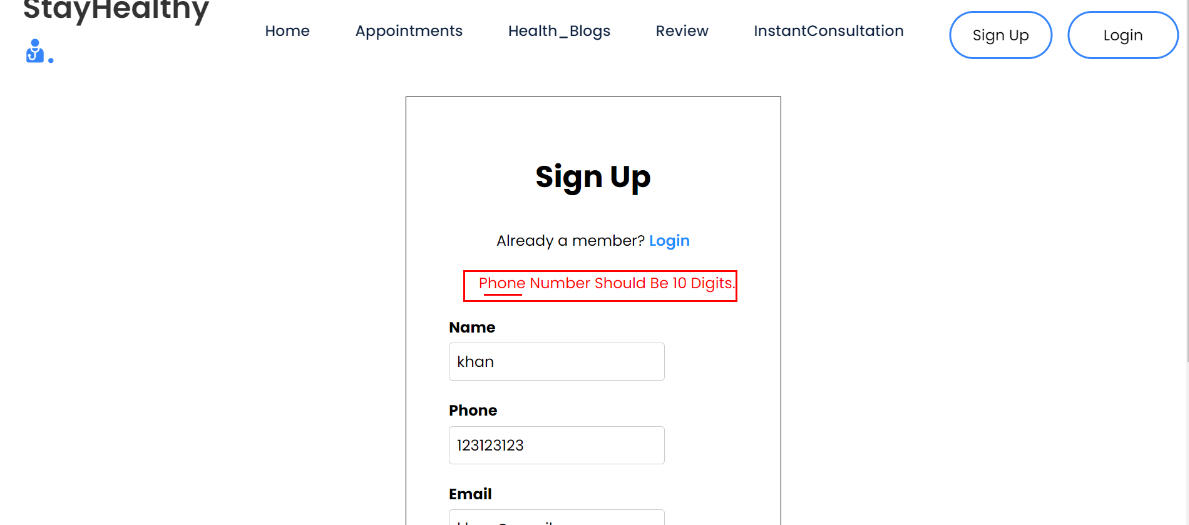 StayHealthy
Home Appointments Health_Blogs Review InstantConsultation Sign Up Login
Sign Up
Already a member? Login
Phone Number Should Be 10 Digits.
Name
khan
Phone
123123123
Email